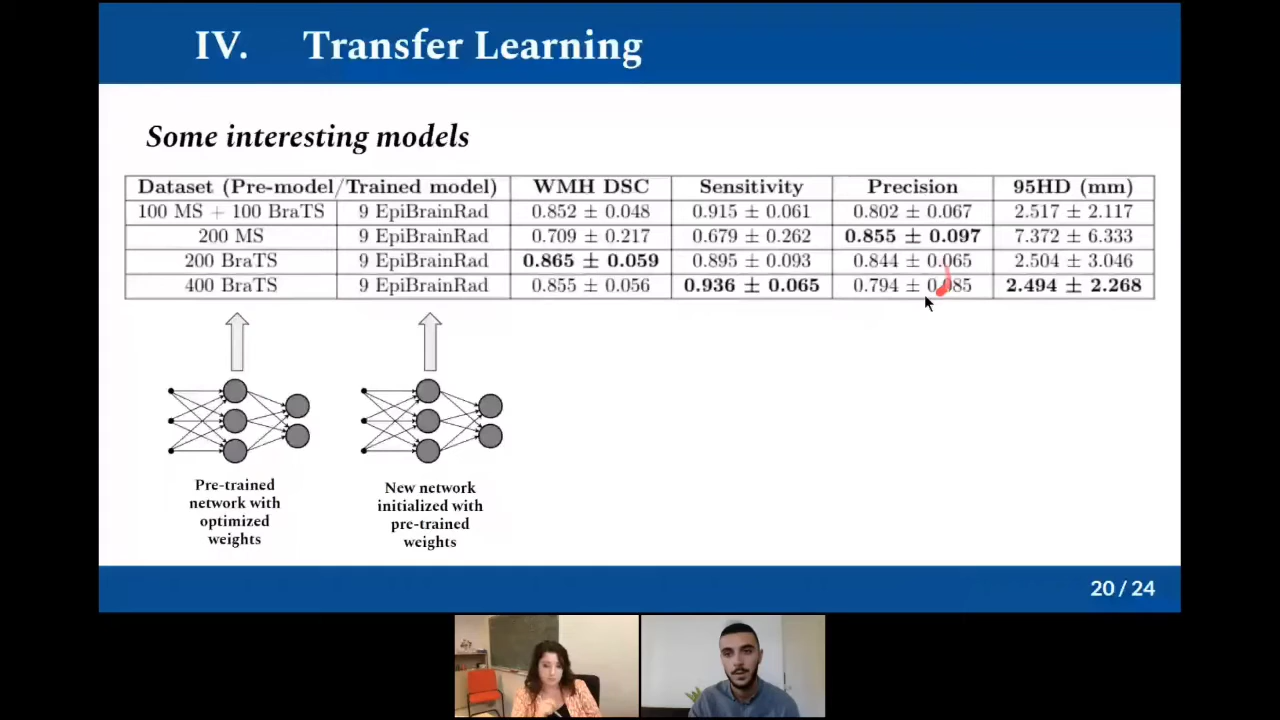 IV. Transfer Learning
Some interesting models
Dataset (Pre-model/Trained model) WMH DSC Sensitivity Precision 95HD (mm)
100 MS + 100 BraTS 9 EpiBrainRad 0.852 ± 0.048 0.915 ± 0.061 0.802 ± 0.067 2.517 ± 2.117
200 MS 9 EpiBrainRad 0.709 ± 0.217 0.679 ± 0.262 0.855 ± 0.097 7.372 ± 6.333
200 BraTS 9 EpiBrainRad 0.865 ± 0.059 0.895 ± 0.093 0.844 ± 0.065 2.504 ± 3.046
400 BraTS 9 EpiBrainRad 0.855 ± 0.056 0.936 ± 0.065 0.794 ± 0.085 2.494 ± 2.268
Pre-trained
network with
optimized
weights
New network
initialized with
pre-trained
weights
20 / 24